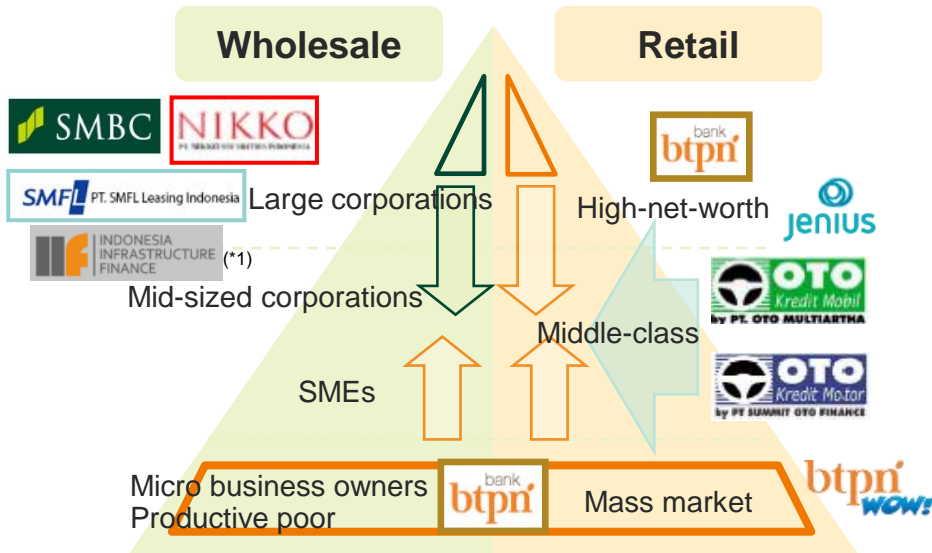 Wholesale
Retail
SMBC
NIKKO
bank
btpn
SMFL PT. SMFL Leasing Indonesia
Large corporations
High-net-worth
jenius
INDONESIA
INFRASTRUCTURE
FINANCE
(*1)
OTO
Kredit Mobil
by PT. OTO MULTIARTHA
Mid-sized corporations
Middle-class
OTO
Kredit Motor
by PT SUMMIT OTO FINANCE
SMEs
Micro business owners
Productive poor
bank
btpn
Mass market
btpn
wow!